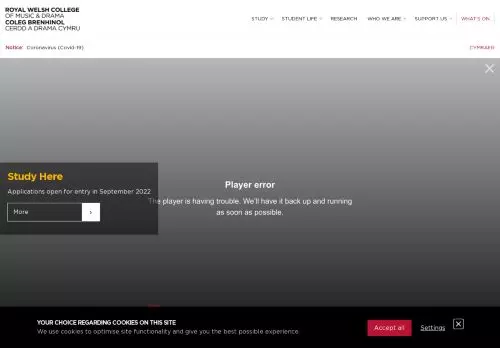 ROYAL WELSH COLLEGE
OF MUSIC & DRAMA
COLEG BRENHINOL
CERDD A DRAMA CYMRU
STUDY STUDENT LIFE RESEARCH WHO WE ARE SUPPORT US WHAT'S ON
Notice: Coronavirus (Covid-19)
CYMRAEG
Study Here
Applications open for entry in September 2022
More
Player error
The player is having trouble. We'll have it back up and running
as soon as possible.
YOUR CHOICE REGARDING COOKIES ON THIS SITE
We use cookies to optimise site functionality and give you the best possible experience.
Accept all
Settings